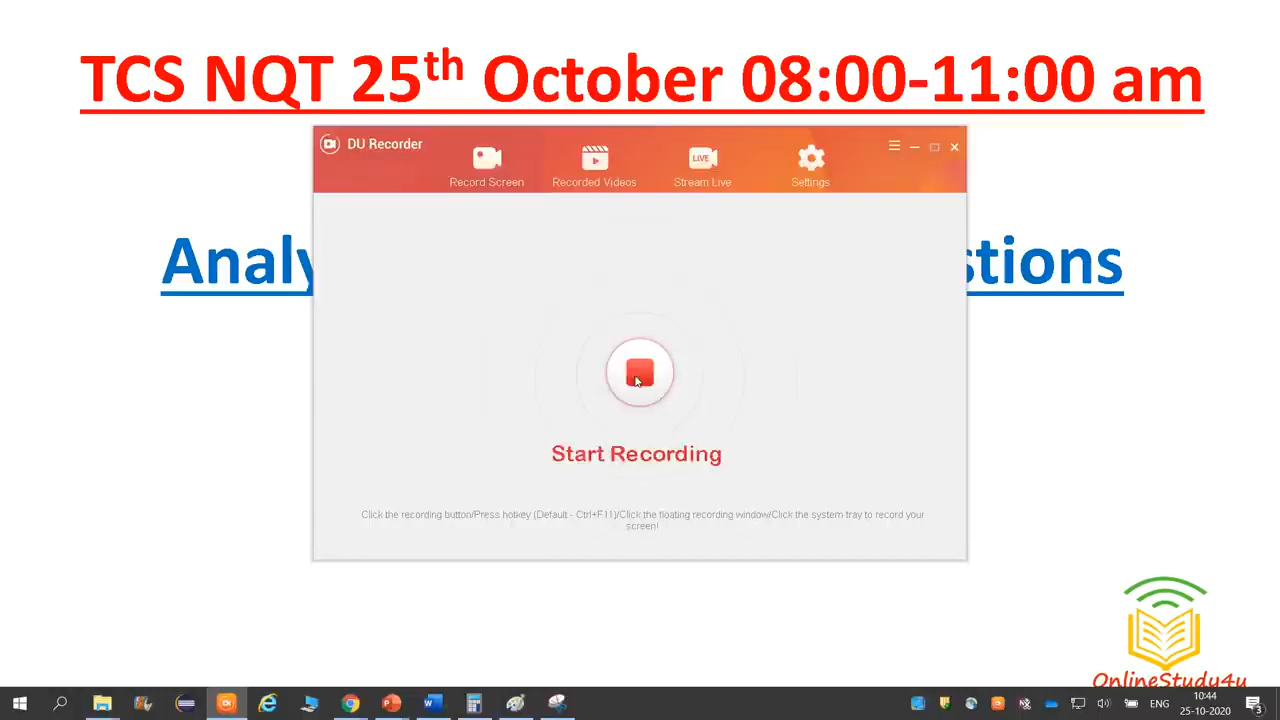 TCS NQT 25th October 08:00-11:00 am
DU Recorder
Record Screen
Recorded Videos
LIVE
Stream Live
Settings
Analy
stions
Start Recording
Click the recording button/Press hotkey (Default - Ctrl+F11)/Click the floating recording window/Click the system tray to record your
screen!
OnlineStudy4u
10:44
ENG
25-10-2020
3